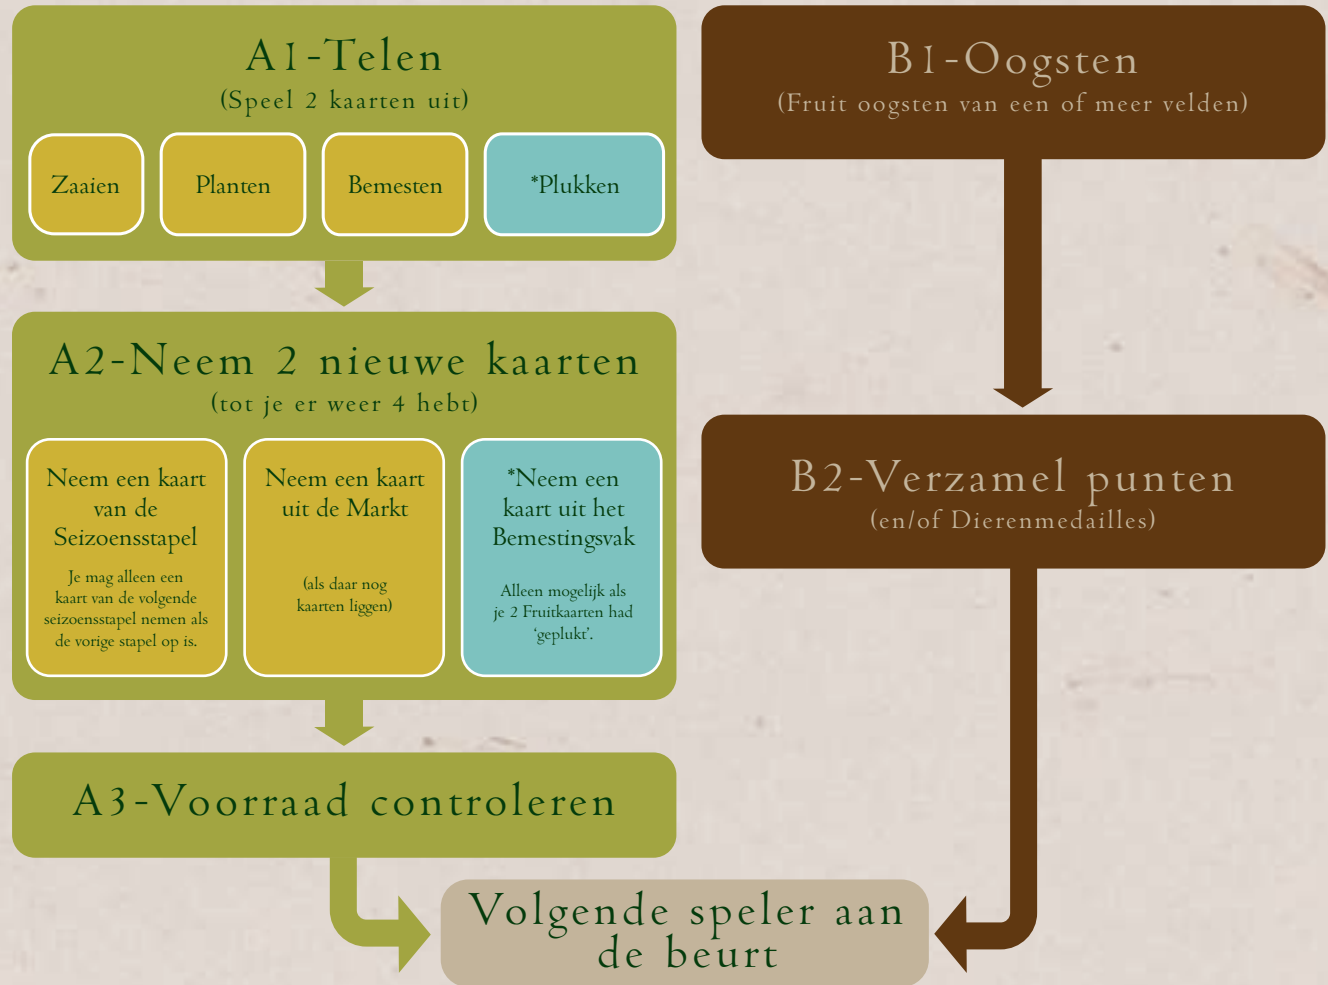 A1-Telen
(Speel 2 kaarten uit)
Zaaien
Planten
Bemesten
*Plukken
A2-Neem 2 nieuwe kaarten
(tot je er weer 4 hebt)
Neem een kaart
van de
Seizoensstapel
Je mag alleen een
kaart van de volgende
seizoensstapel nemen als
de vorige stapel op is.
Neem een kaart
uit de Markt
(als daar nog
kaarten liggen)
*Neem een
kaart uit het
Bemestingsvak
Alleen mogelijk als
je 2 Fruitkaarten had
‘geplukt’.
A3-Voorraad controleren
B1-Oogsten
(Fruit oogsten van een of meer velden)
B2-Verzamel punten
(en/of Dierenmedailles)
Volgende speler aan
de beurt